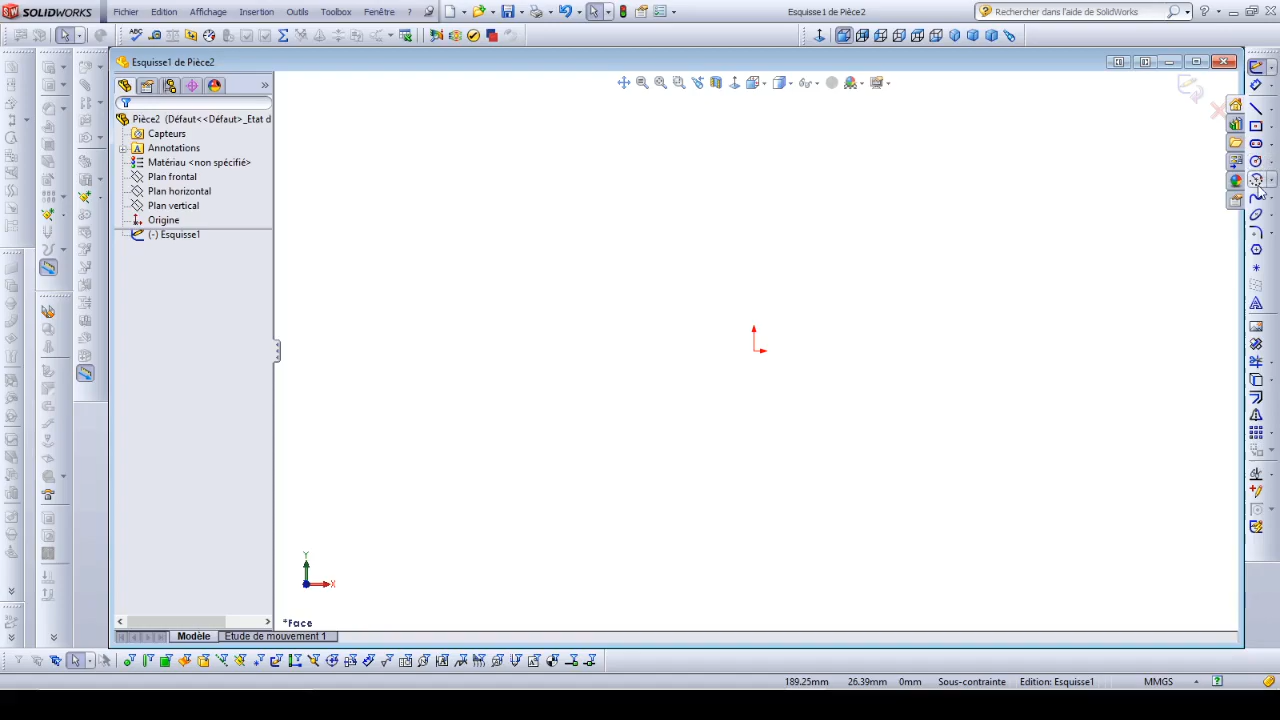 SOLIDWORKS Fichier Edition Affichage Insertion Outils Toolbox Fenêtre ? Esquisse1 de Pièce2 Rechercher dans l'aide de SolidWorks
Esquisse1 de Pièce2
Pièce2 (Défaut<<Défaut>_Etat d
Capteurs
A Annotations
Matériau <non spécifié>
Plan frontal
Plan horizontal
Plan vertical
Origine
(-) Esquisse1
Y
X
*Face
Modèle Etude de mouvement 1
189.25mm 26.39mm 0mm Sous-contrainte Edition: Esquisse1 MMGS